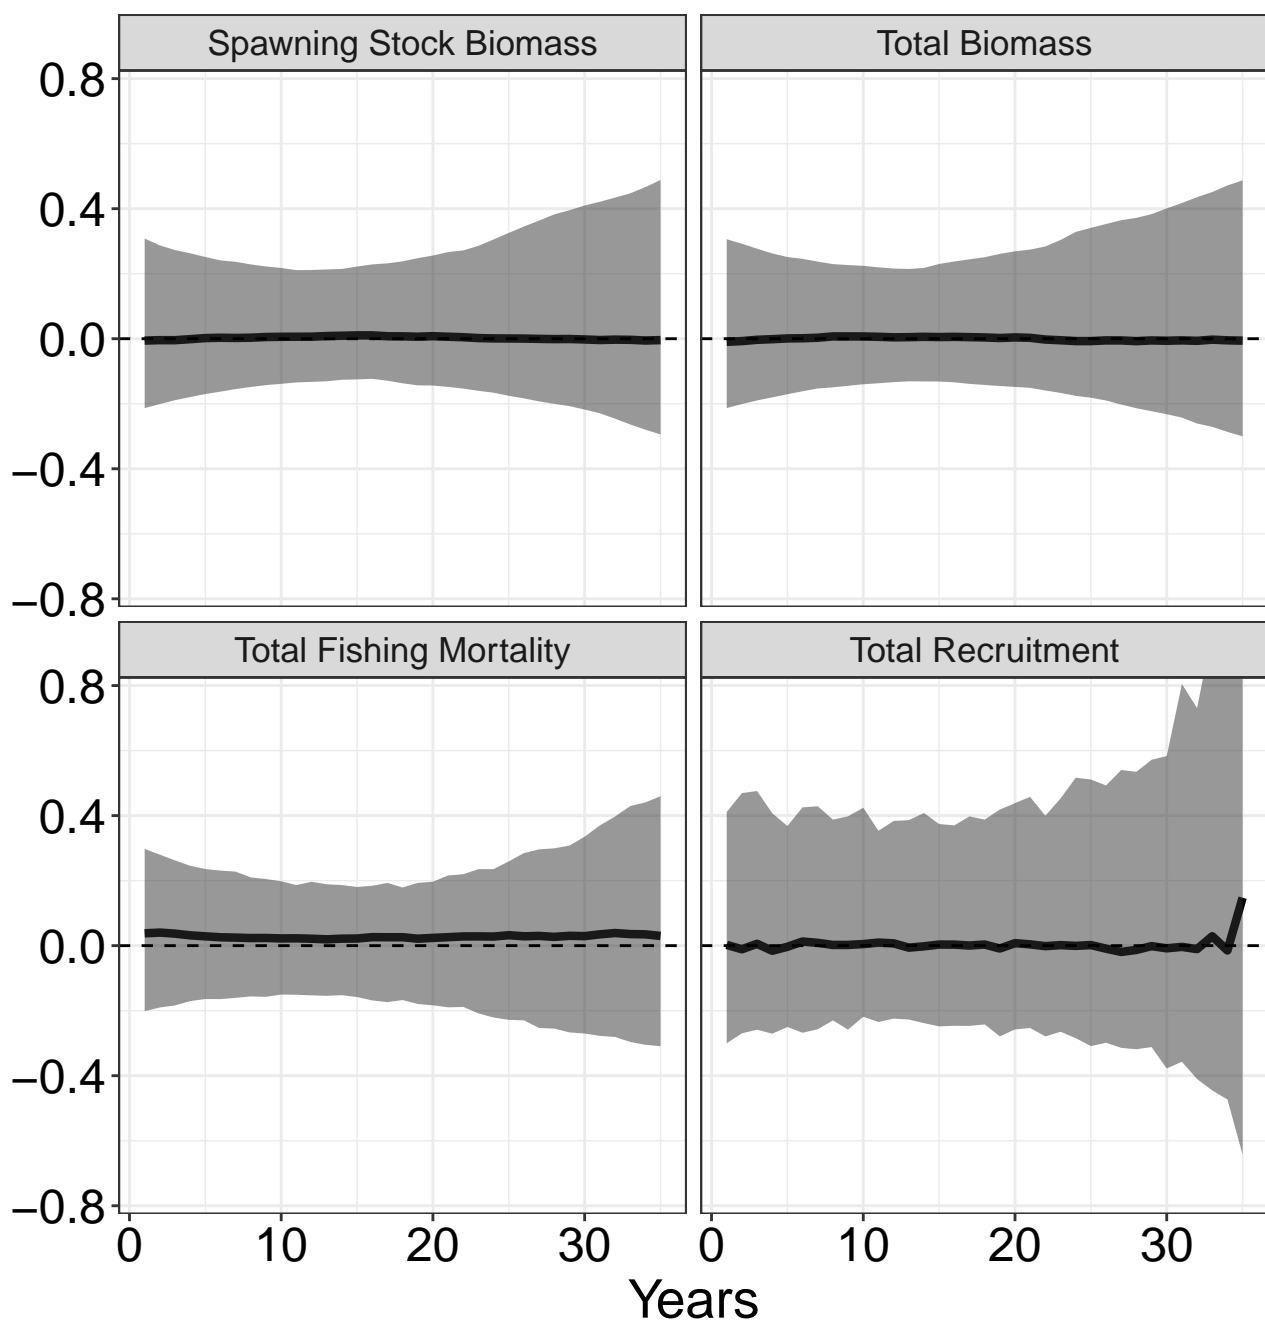 Spawning Stock Biomass
Total Biomass
0.8
0.4
0.0
−0.4
−0.8
Total Fishing Mortality
Total Recruitment
0.8
0.4
0.0
−0.4
−0.8
0 10 20 30
0 10 20 30
Years